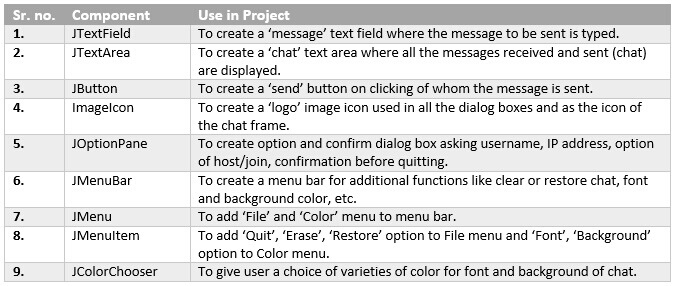 Sr. no. Component Use in Project
1. JTextField To create a ‘message’ text field where the message to be sent is typed.
2. JTextArea To create a ‘chat’ text area where all the messages received and sent (chat)
are displayed.
3. JButton To create a ‘send’ button on clicking of whom the message is sent.
4. ImageIcon To create a ‘logo’ image icon used in all the dialog boxes and as the icon of
the chat frame.
5. JOptionPane To create option and confirm dialog box asking username, IP address, option
of host/join, confirmation before quitting.
6. JMenuBar To create a menu bar for additional functions like clear or restore chat, font
and background color, etc.
7. JMenu To add ‘File’ and ‘Color’ menu to menu bar.
8. JMenuItem To add ‘Quit’, ‘Erase’, ‘Restore’ option to File menu and ‘Font’, ‘Background’
option to Color menu.
9. JColorChooser To give user a choice of varieties of color for font and background of chat.